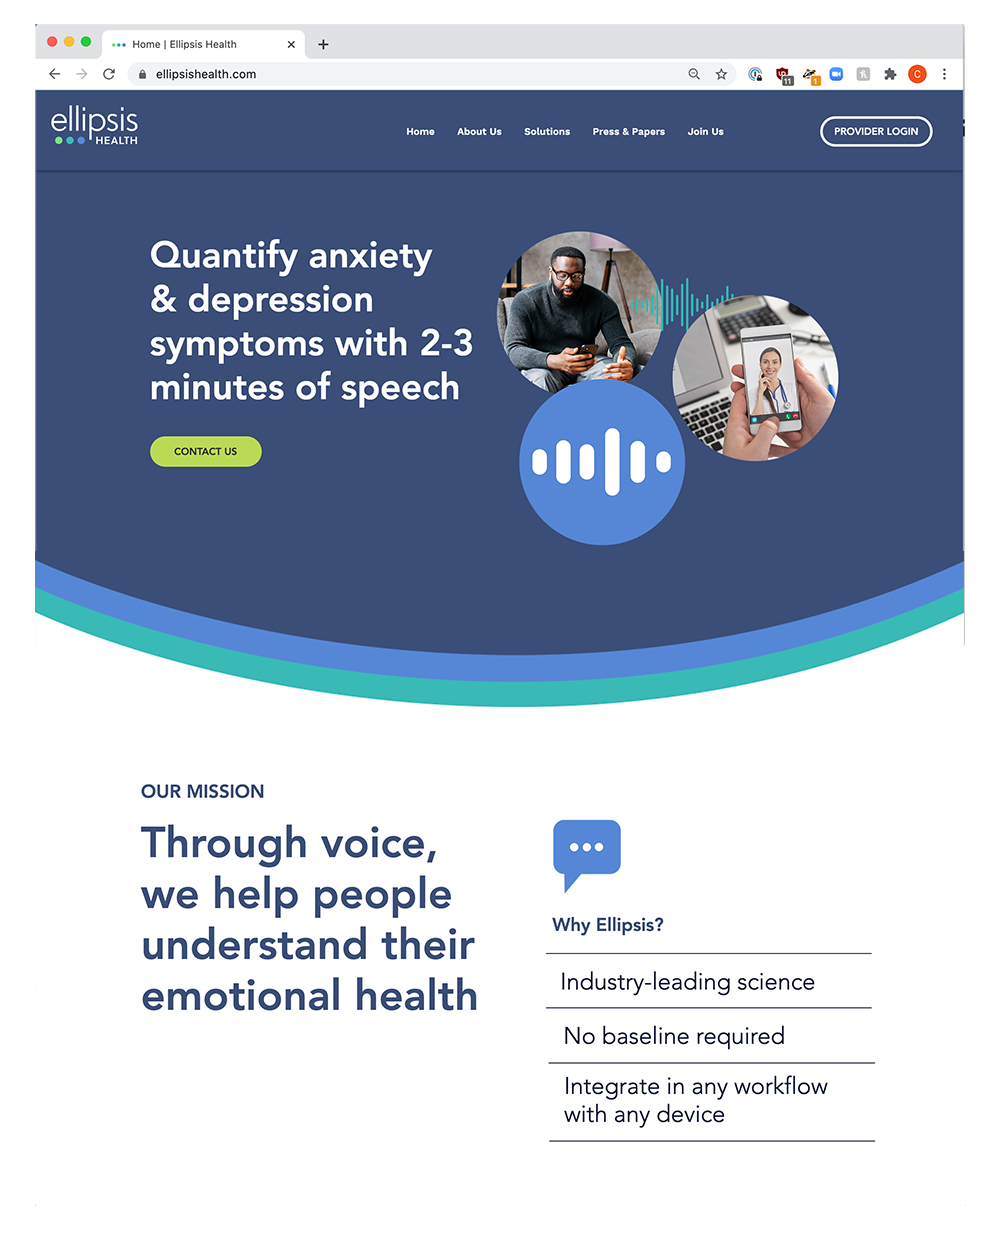 Home | Ellipsis Health
ellipsishealth.com
11
1
C
ellipsis
HEALTH
Home
About Us
Solutions
Press & Papers
Join Us
PROVIDER LOGIN
Quantify anxiety
& depression
symptoms with 2-3
minutes of speech
CONTACT US
OUR MISSION
Through voice,
we help people
understand their
emotional health
Why Ellipsis?
Industry-leading science
No baseline required
Integrate in any workflow
with any device